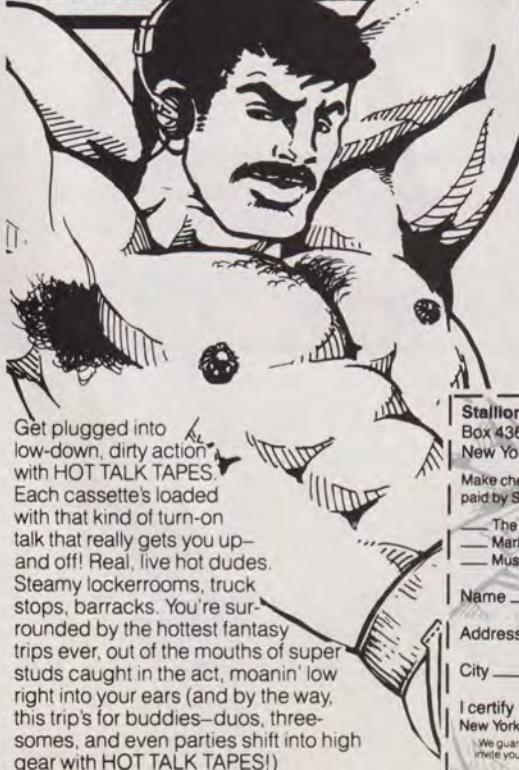 Get plugged into
low-down, dirty action
with HOT TALK TAPES.
Each cassette's loaded
with that kind of turn-on
talk that really gets you up–
and off! Real, live hot dudes.
Steamy lockerrooms, truck
stops, barracks. You're sur-
rounded by the hottest fantasy
trips ever, out of the mouths of super
studs caught in the act, moanin' low
right into your ears (and by the way,
this trip's for buddies–duos, three-
somes, and even parties shift into high
gear with HOT TALK TAPES!)
Stallion
Box 436
New Yo
Make che
paid by S
The
Mar
Mus
Name
Address
City
I certify
New York
We guar
invite you